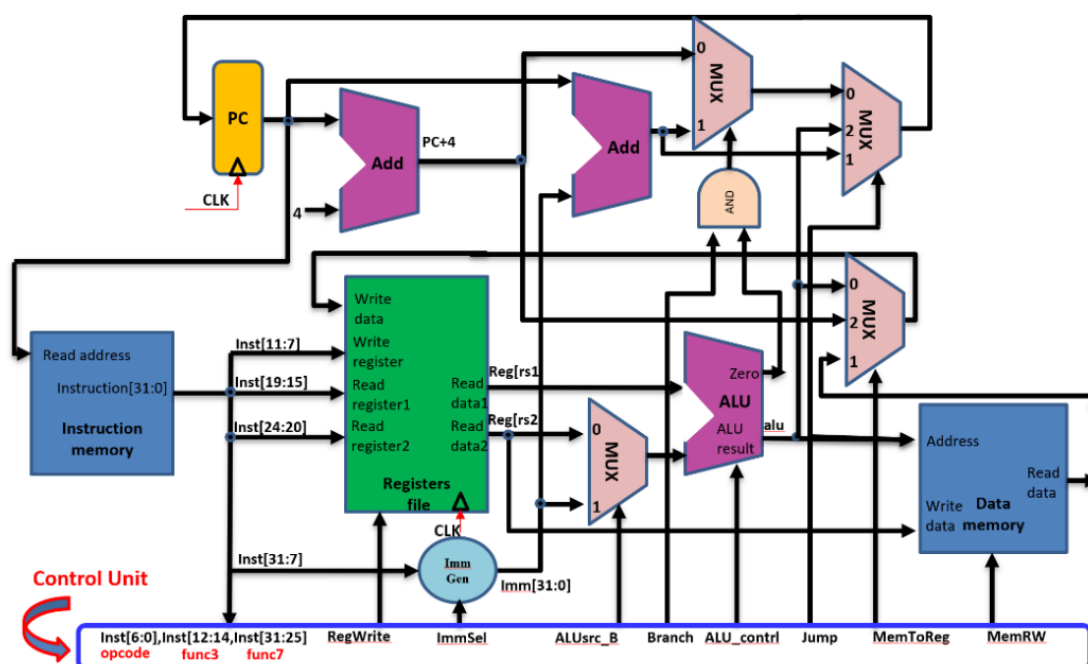 PC
CLK
Add
4
PC+4
Add
0
MUX
1
0
MUX
2
1
AND
Write
data
Write
register
Read
register1
Read
register2
Read
data1
Read
data2
Registers
file
CLK
Read address
Instruction[31:0]
Instruction
memory
Inst[11:7]
Inst[19:15]
Inst[24:20]
Inst[31:7]
Reg[rs1
Reg[rs2
0
MUX
1
Zero
ALU
ALU
result
alu
0
MUX
2
1
Address
Read
data
Write
data
Data
memory
Imm
Gen
Imm[31:0]
Control Unit
Inst[6:0],Inst[12:14,Inst[31:25]
opcode func3 func7
RegWrite
ImmSel
ALUsrc_B
Branch
ALU_contrl
Jump
MemToReg
MemRW